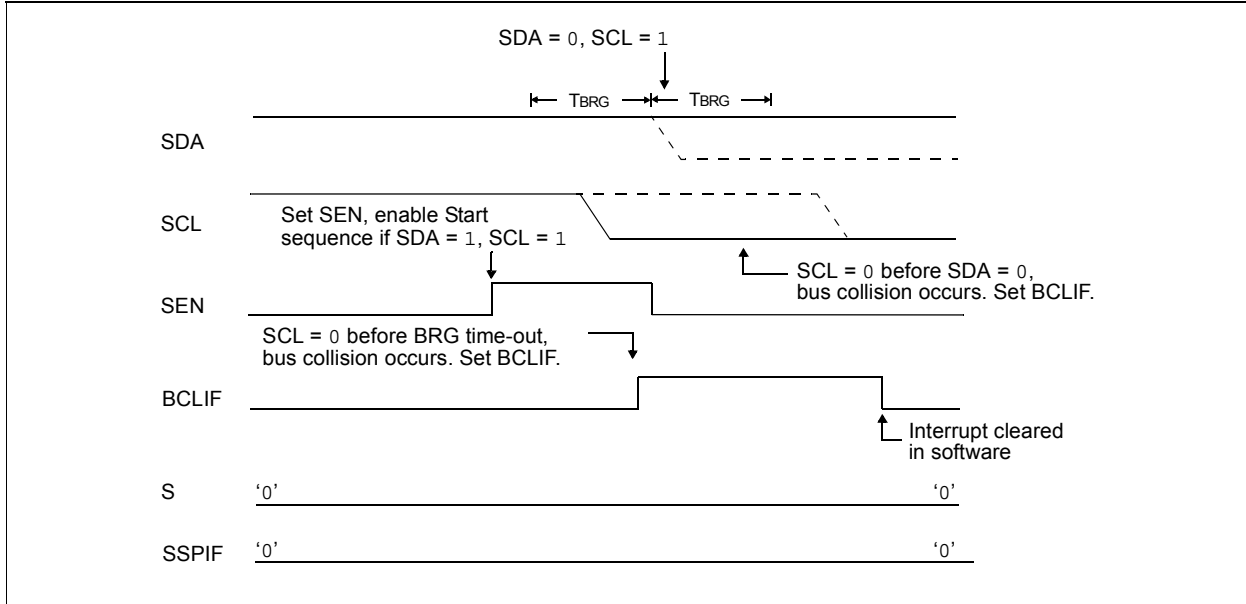 SDA = 0, SCL = 1
TBRG TBRG
SDA
SCL
Set SEN, enable Start
sequence if SDA = 1, SCL = 1
SCL = 0 before SDA = 0,
bus collision occurs. Set BCLIF.
SEN
SCL = 0 before BRG time-out,
bus collision occurs. Set BCLIF.
BCLIF
Interrupt cleared
in software
S ‘0’ ‘0’
SSPIF ‘0’ ‘0’